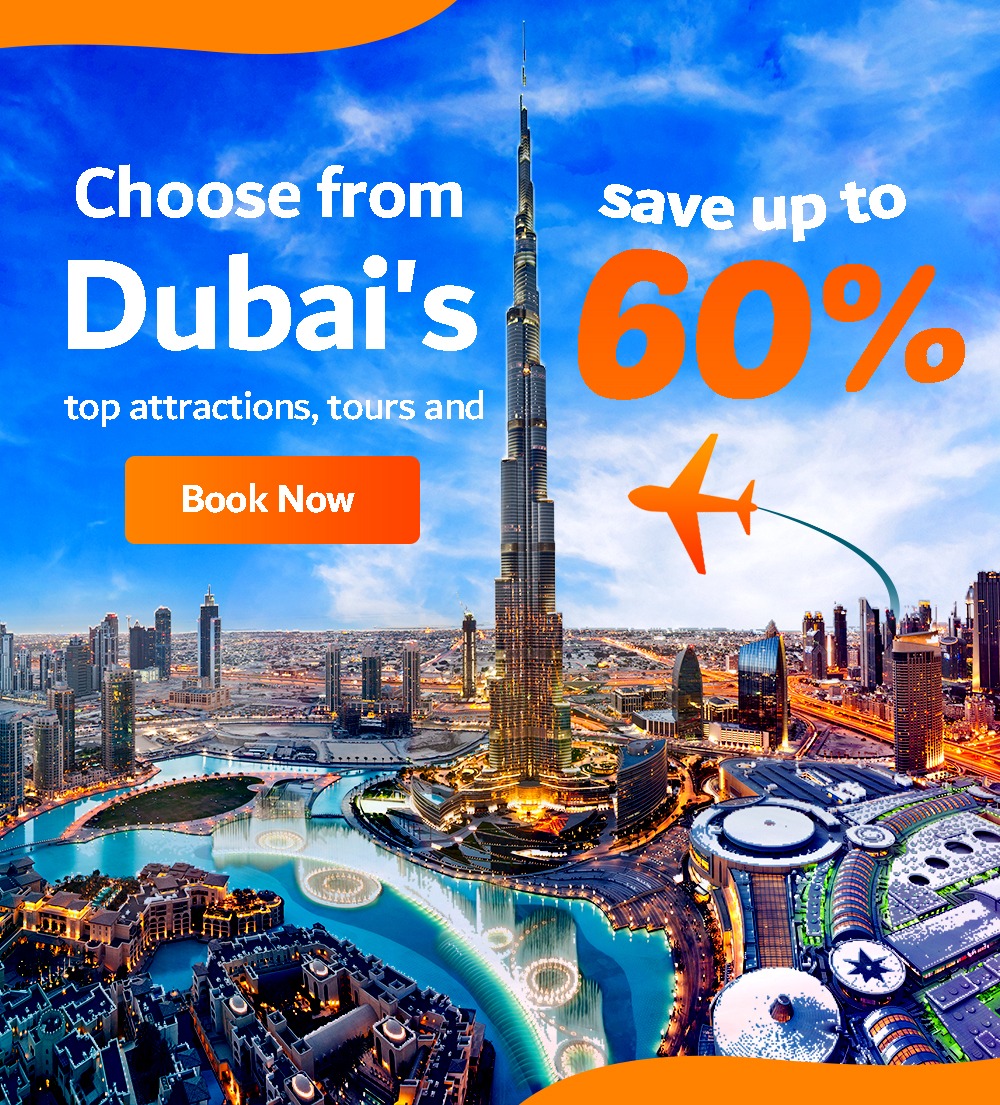 Choose from
Dubai's
top attractions, tours and
Book Now
save up to
60%